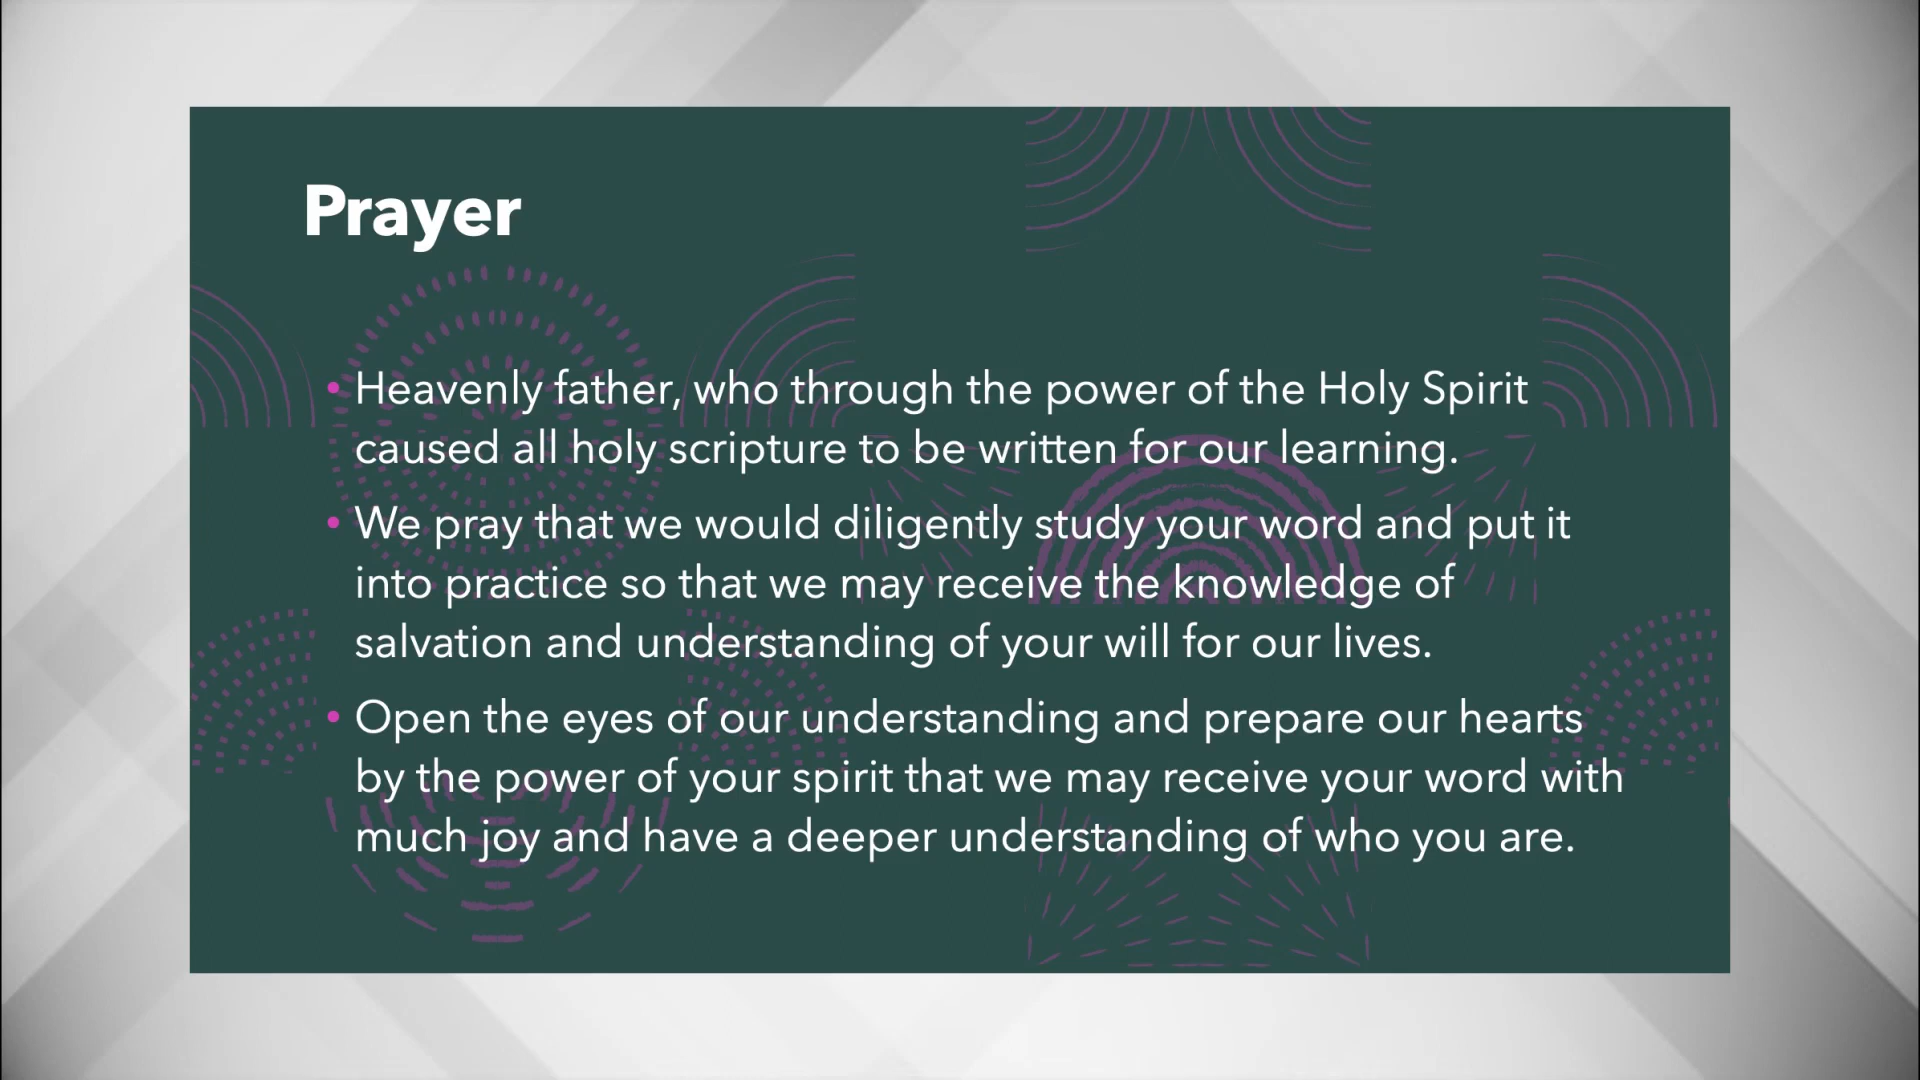 Prayer
• Heavenly father, who through the power of the Holy Spirit
caused all holy scripture to be written for our learning.
• We pray that we would diligently study your word and put it
into practice so that we may receive the knowledge of
salvation and understanding of your will for our lives.
• Open the eyes of our understanding and prepare our hearts
by the power of your spirit that we may receive your word with
much joy and have a deeper understanding of who you are.